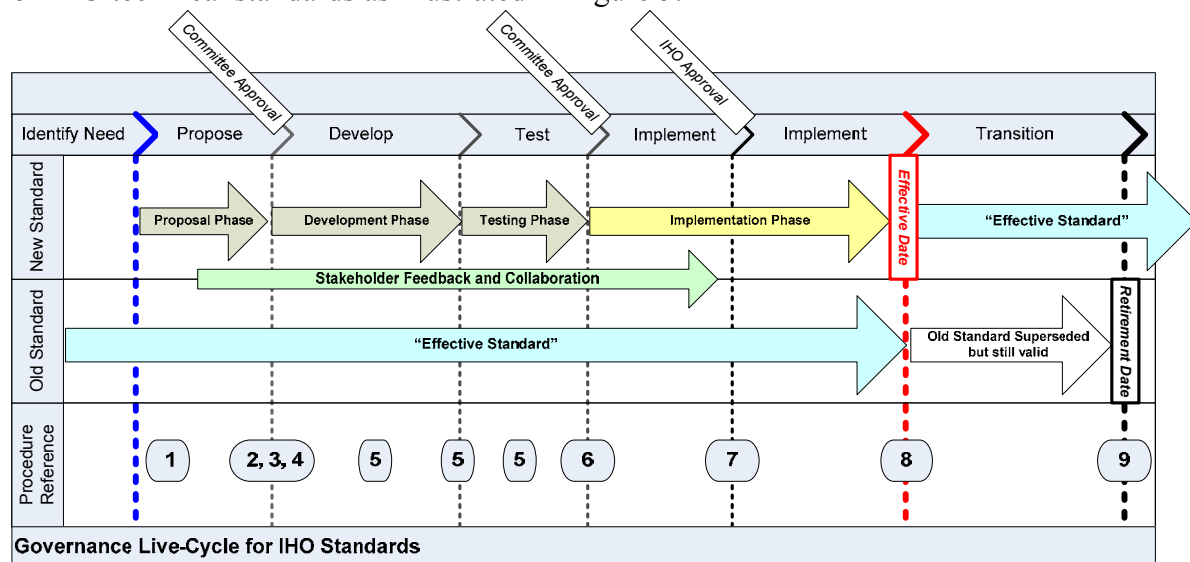 Committee Approval
Committee Approval
IHO Approval
Identify Need
Propose
Develop
Test
Implement
Implement
Transition
New Standard
Proposal Phase
Development Phase
Testing Phase
Implementation Phase
Effective Date
“Effective Standard”
Stakeholder Feedback and Collaboration
Old Standard
“Effective Standard”
Old Standard Superseded
but still valid
Retirement Date
Procedure
Reference
1
2, 3, 4
5
5
5
6
7
8
9
Governance Live-Cycle for IHO Standards